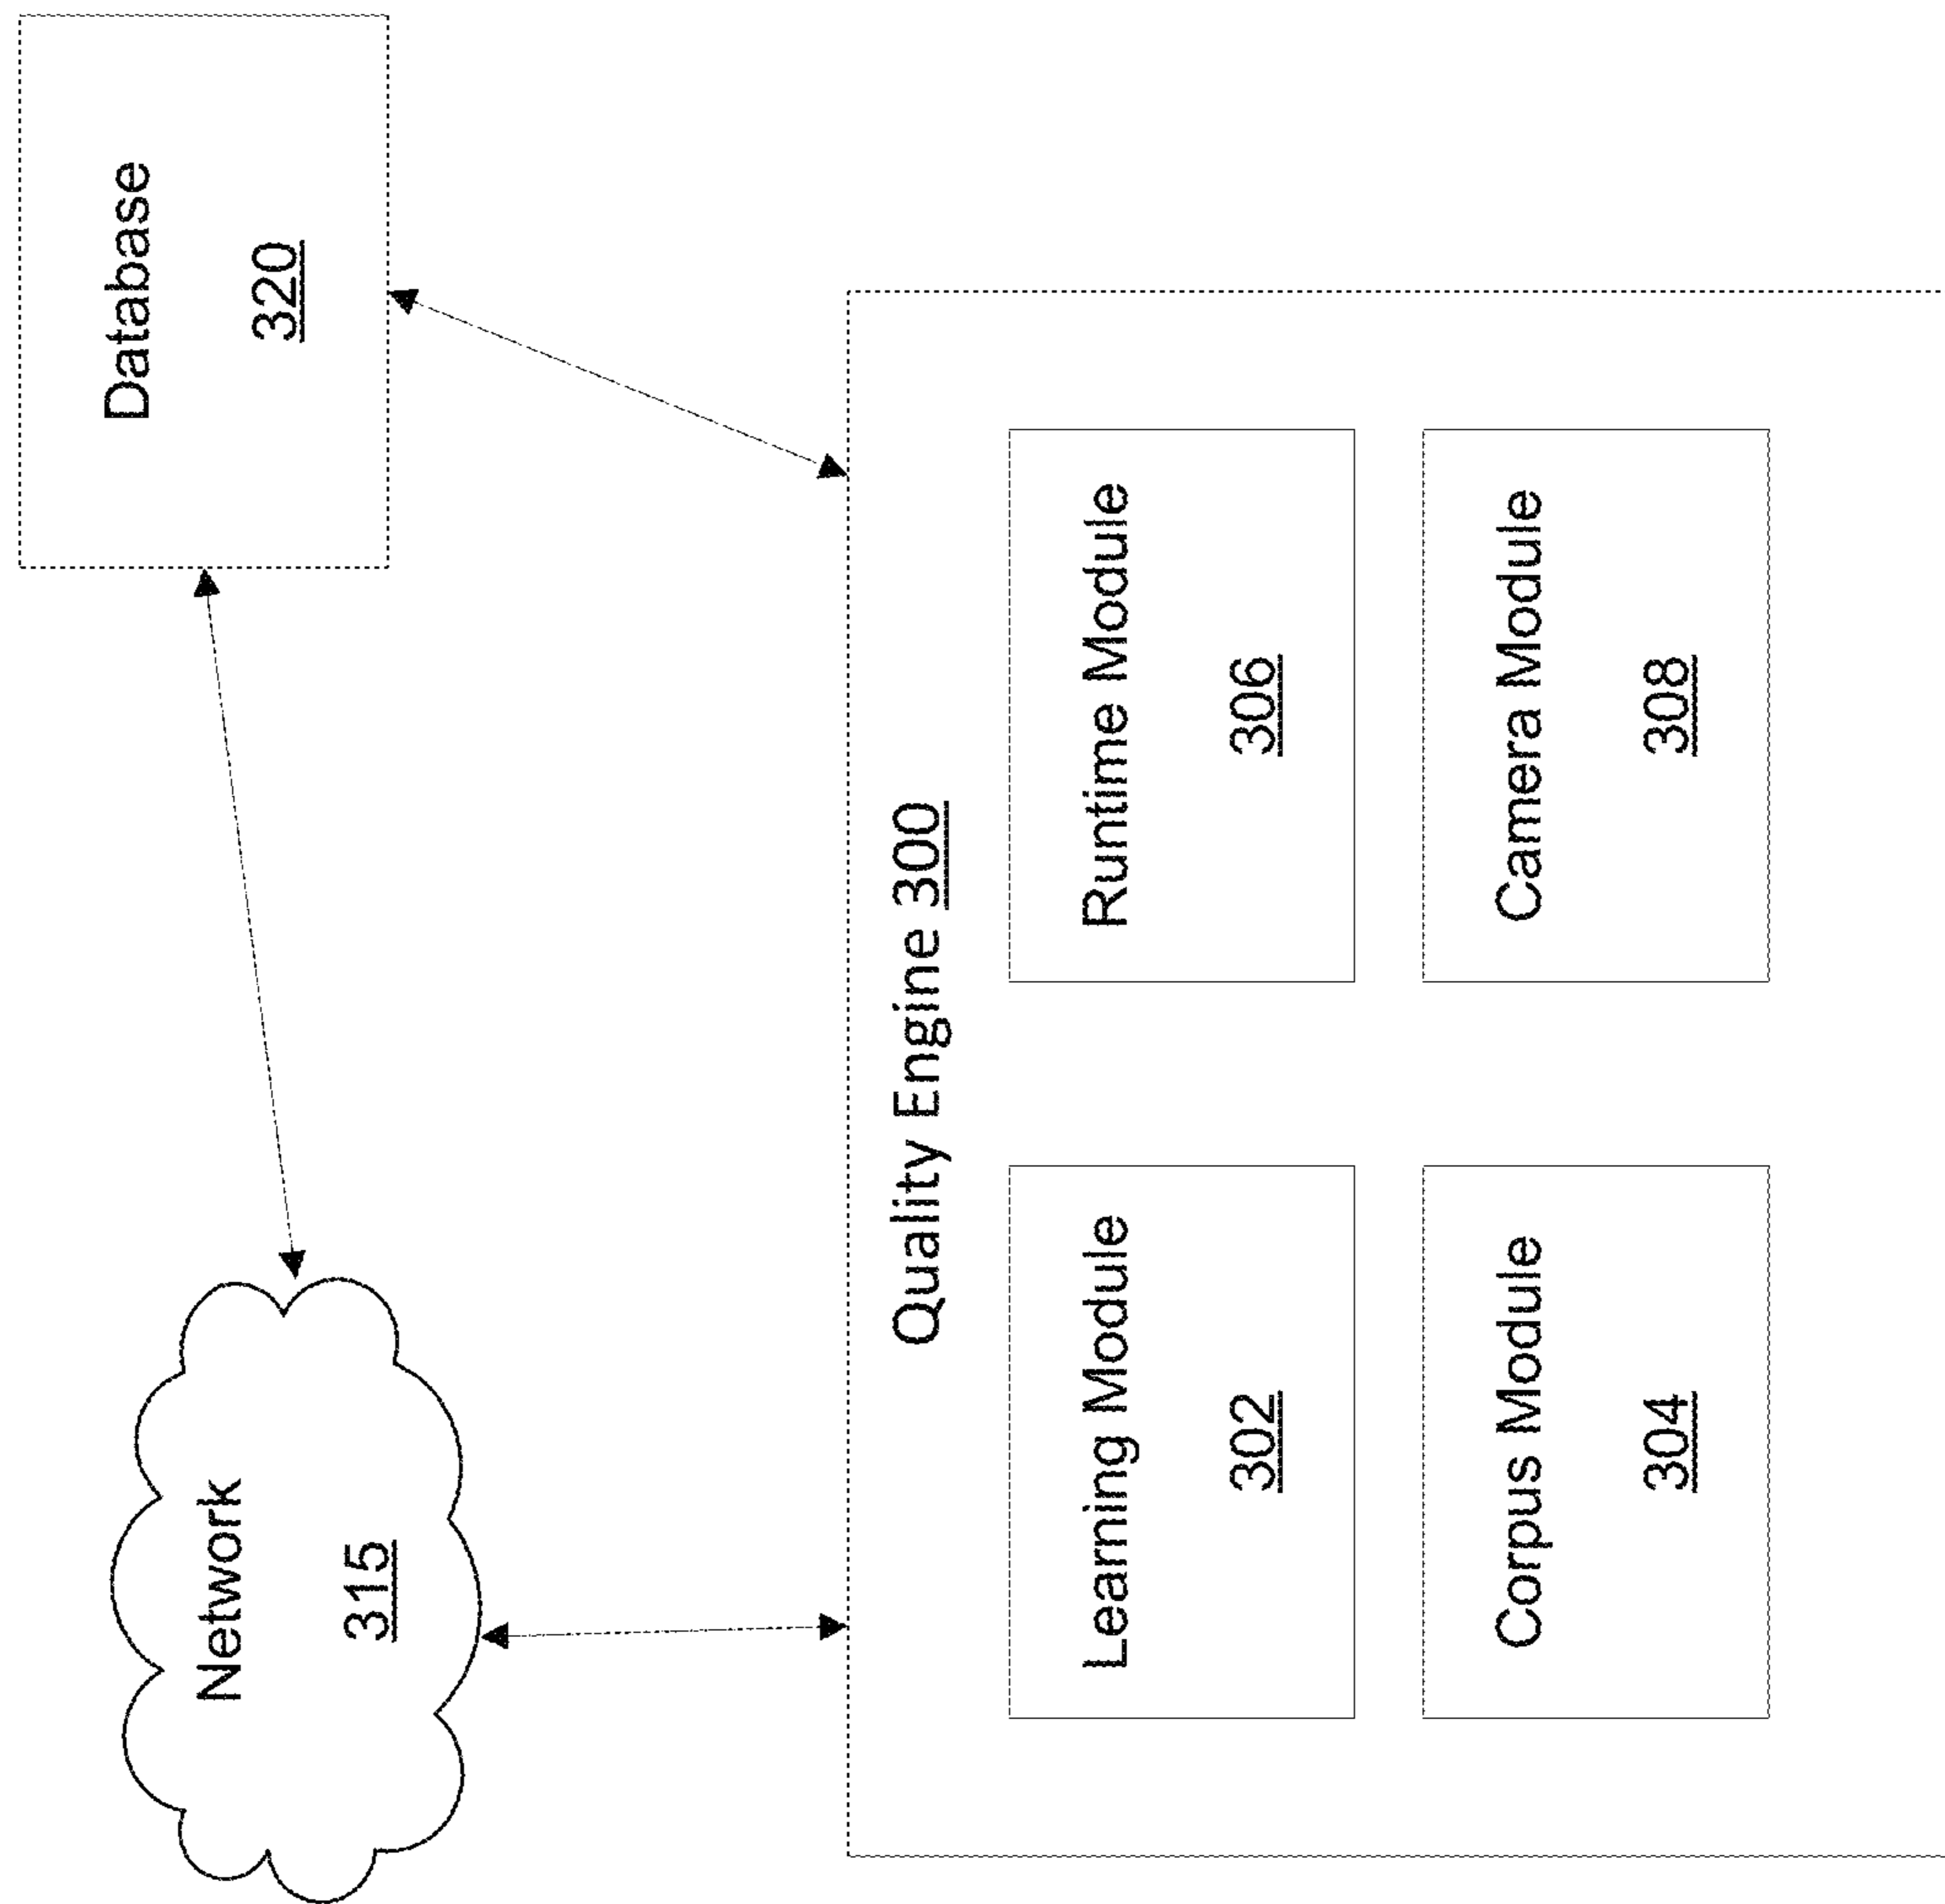 Network
315
Database
320
Quality Engine 300
Learning Module
302
Runtime Module
306
Corpus Module
304
Camera Module
308